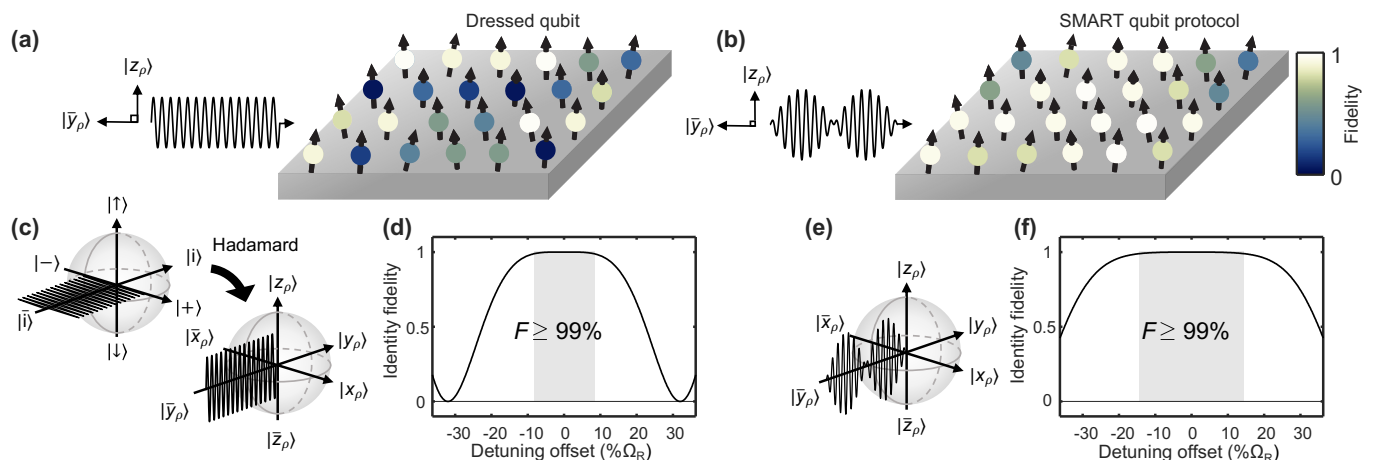 (a)
Dressed qubit
|z_ρ⟩
|ȳ_ρ⟩
(b)
SMART qubit protocol
|z_ρ⟩
|ȳ_ρ⟩
1
Fidelity
0
(c)
|↑⟩
Hadamard
|−⟩
|i⟩
|+⟩
|ī⟩
|↓⟩
|z_ρ⟩
|x̄_ρ⟩
|y_ρ⟩
|x_ρ⟩
|ȳ_ρ⟩
|z̄_ρ⟩
(d)
Identity fidelity
1
0.5
0
F ≥ 99%
-30 -20 -10 0 10 20 30
Detuning offset (%Ω_R)
(e)
|z_ρ⟩
|x̄_ρ⟩
|y_ρ⟩
|x_ρ⟩
|ȳ_ρ⟩
|z̄_ρ⟩
(f)
Identity fidelity
1
0.5
0
F ≥ 99%
-30 -20 -10 0 10 20 30
Detuning offset (%Ω_R)